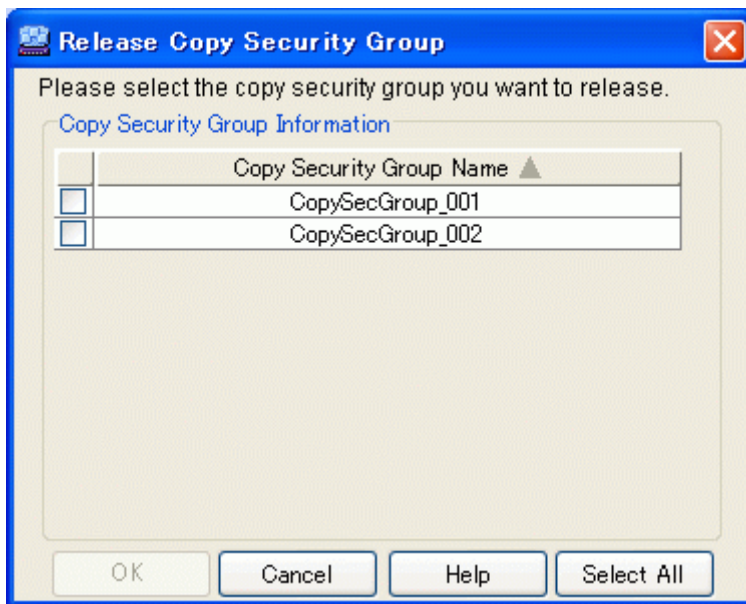 Release Copy Security Group
Please select the copy security group you want to release.
Copy Security Group Information
Copy Security Group Name
CopySecGroup_001
CopySecGroup_002
OK Cancel Help Select All